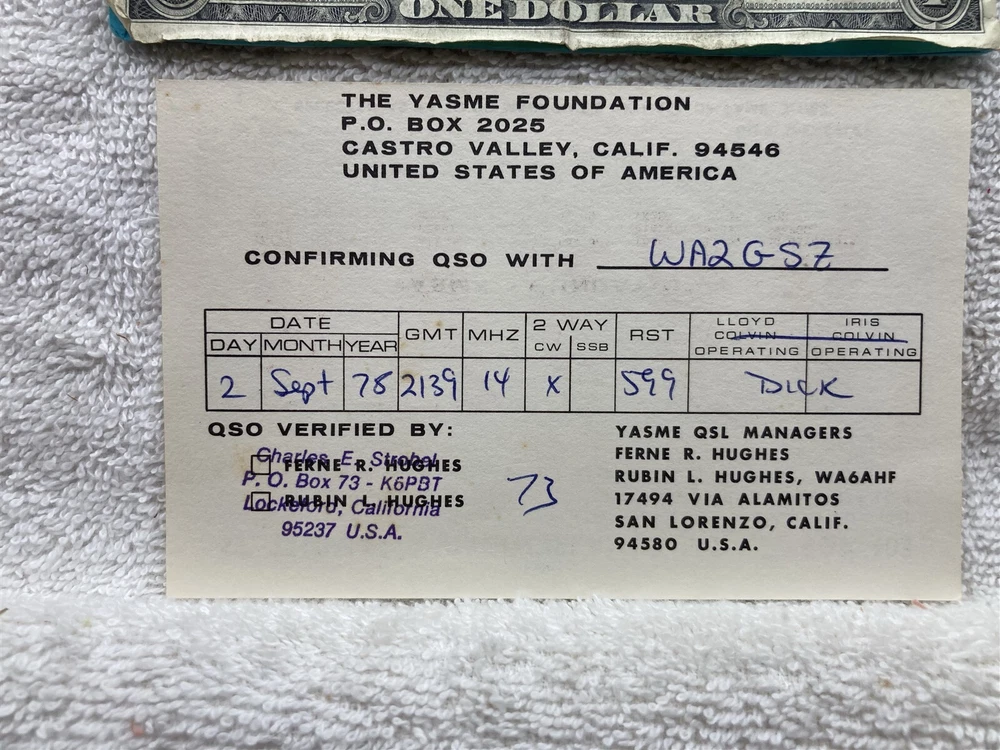 ONE DOLLAR
THE YASME FOUNDATION
P.O. BOX 2025
CASTRO VALLEY, CALIF. 94546
UNITED STATES OF AMERICA
CONFIRMING QSO WITH WA2GSZ
DATE GMT MHZ 2 WAY RST LLOYD COLVIN OPERATING IRIS COLVIN OPERATING
DAY MONTH YEAR CW SSB
2 Sept 78 2139 14 X 599 DICK
QSO VERIFIED BY:
FERNE R. HUGHES
RUBIN L. HUGHES
Charles E. Strobel
P. O. Box 73 - K6PBT
Lockeford, California
95237 U.S.A.
73
YASME QSL MANAGERS
FERNE R. HUGHES
RUBIN L. HUGHES, WA6AHF
17494 VIA ALAMITOS
SAN LORENZO, CALIF.
94580 U.S.A.